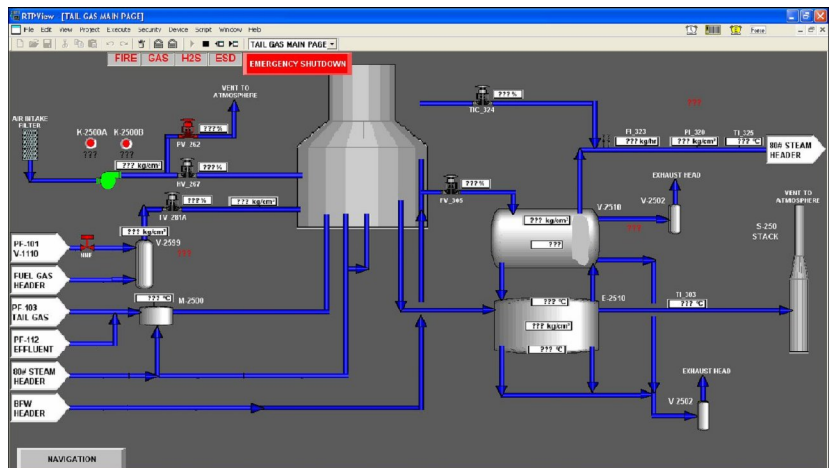 RTPView - [TAIL GAS MAIN PAGE]
File Edit View Project Execute Security Device Script Window Help
TAIL GAS MAIN PAGE
FIRE GAS H2S ESD EMERGENCY SHUTDOWN
VENT TO
ATMOSPHERE
AIR INTAKE
FILTER
K-2500A K-2500B
??? ???
???%
PV_262
??? kg/cm²
???%
HV_267
???%
FV_281A
??? kg/cm²
??? kg/cm²
V-2599
???
PF-101
V-1110
FUEL GAS
HEADER
PF-103
TAIL GAS
PF-112
EFFLUENT
80# STEAM
HEADER
BFW
HEADER
??? °C
M-2500
NAVIGATION
???%
TIC_324
???
FI_323
??? kg/hr
PI_320
??? kg/cm²
TI_325
??? °C
80# STEAM
HEADER
???%
V-2510
??? kg/cm²
???
???
EXHAUST HEAD
V-2502
VENT TO
ATMOSPHERE
S-250
STACK
??? °C
??? kg/cm²
??? °C
E-2510
TI_303
??? °C
EXHAUST HEAD
V 2502